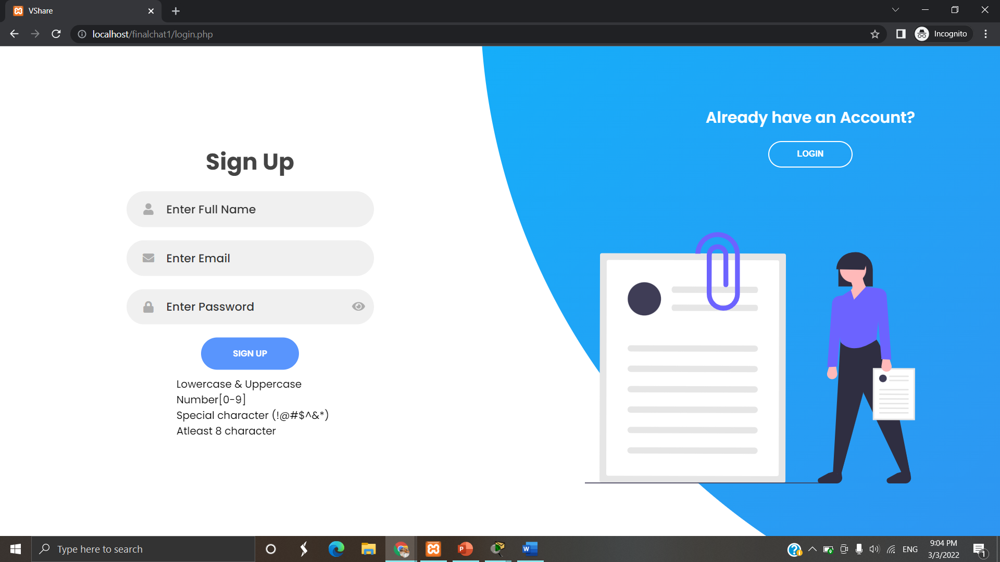 VShare
localhost/finalchat1/login.php
Incognito
Already have an Account?
LOGIN
Sign Up
Enter Full Name
Enter Email
Enter Password
SIGN UP
Lowercase & Uppercase
Number[0-9]
Special character (!@#$^&*)
Atleast 8 character
Type here to search
P
W
ENG
9:04 PM
3/3/2022
1